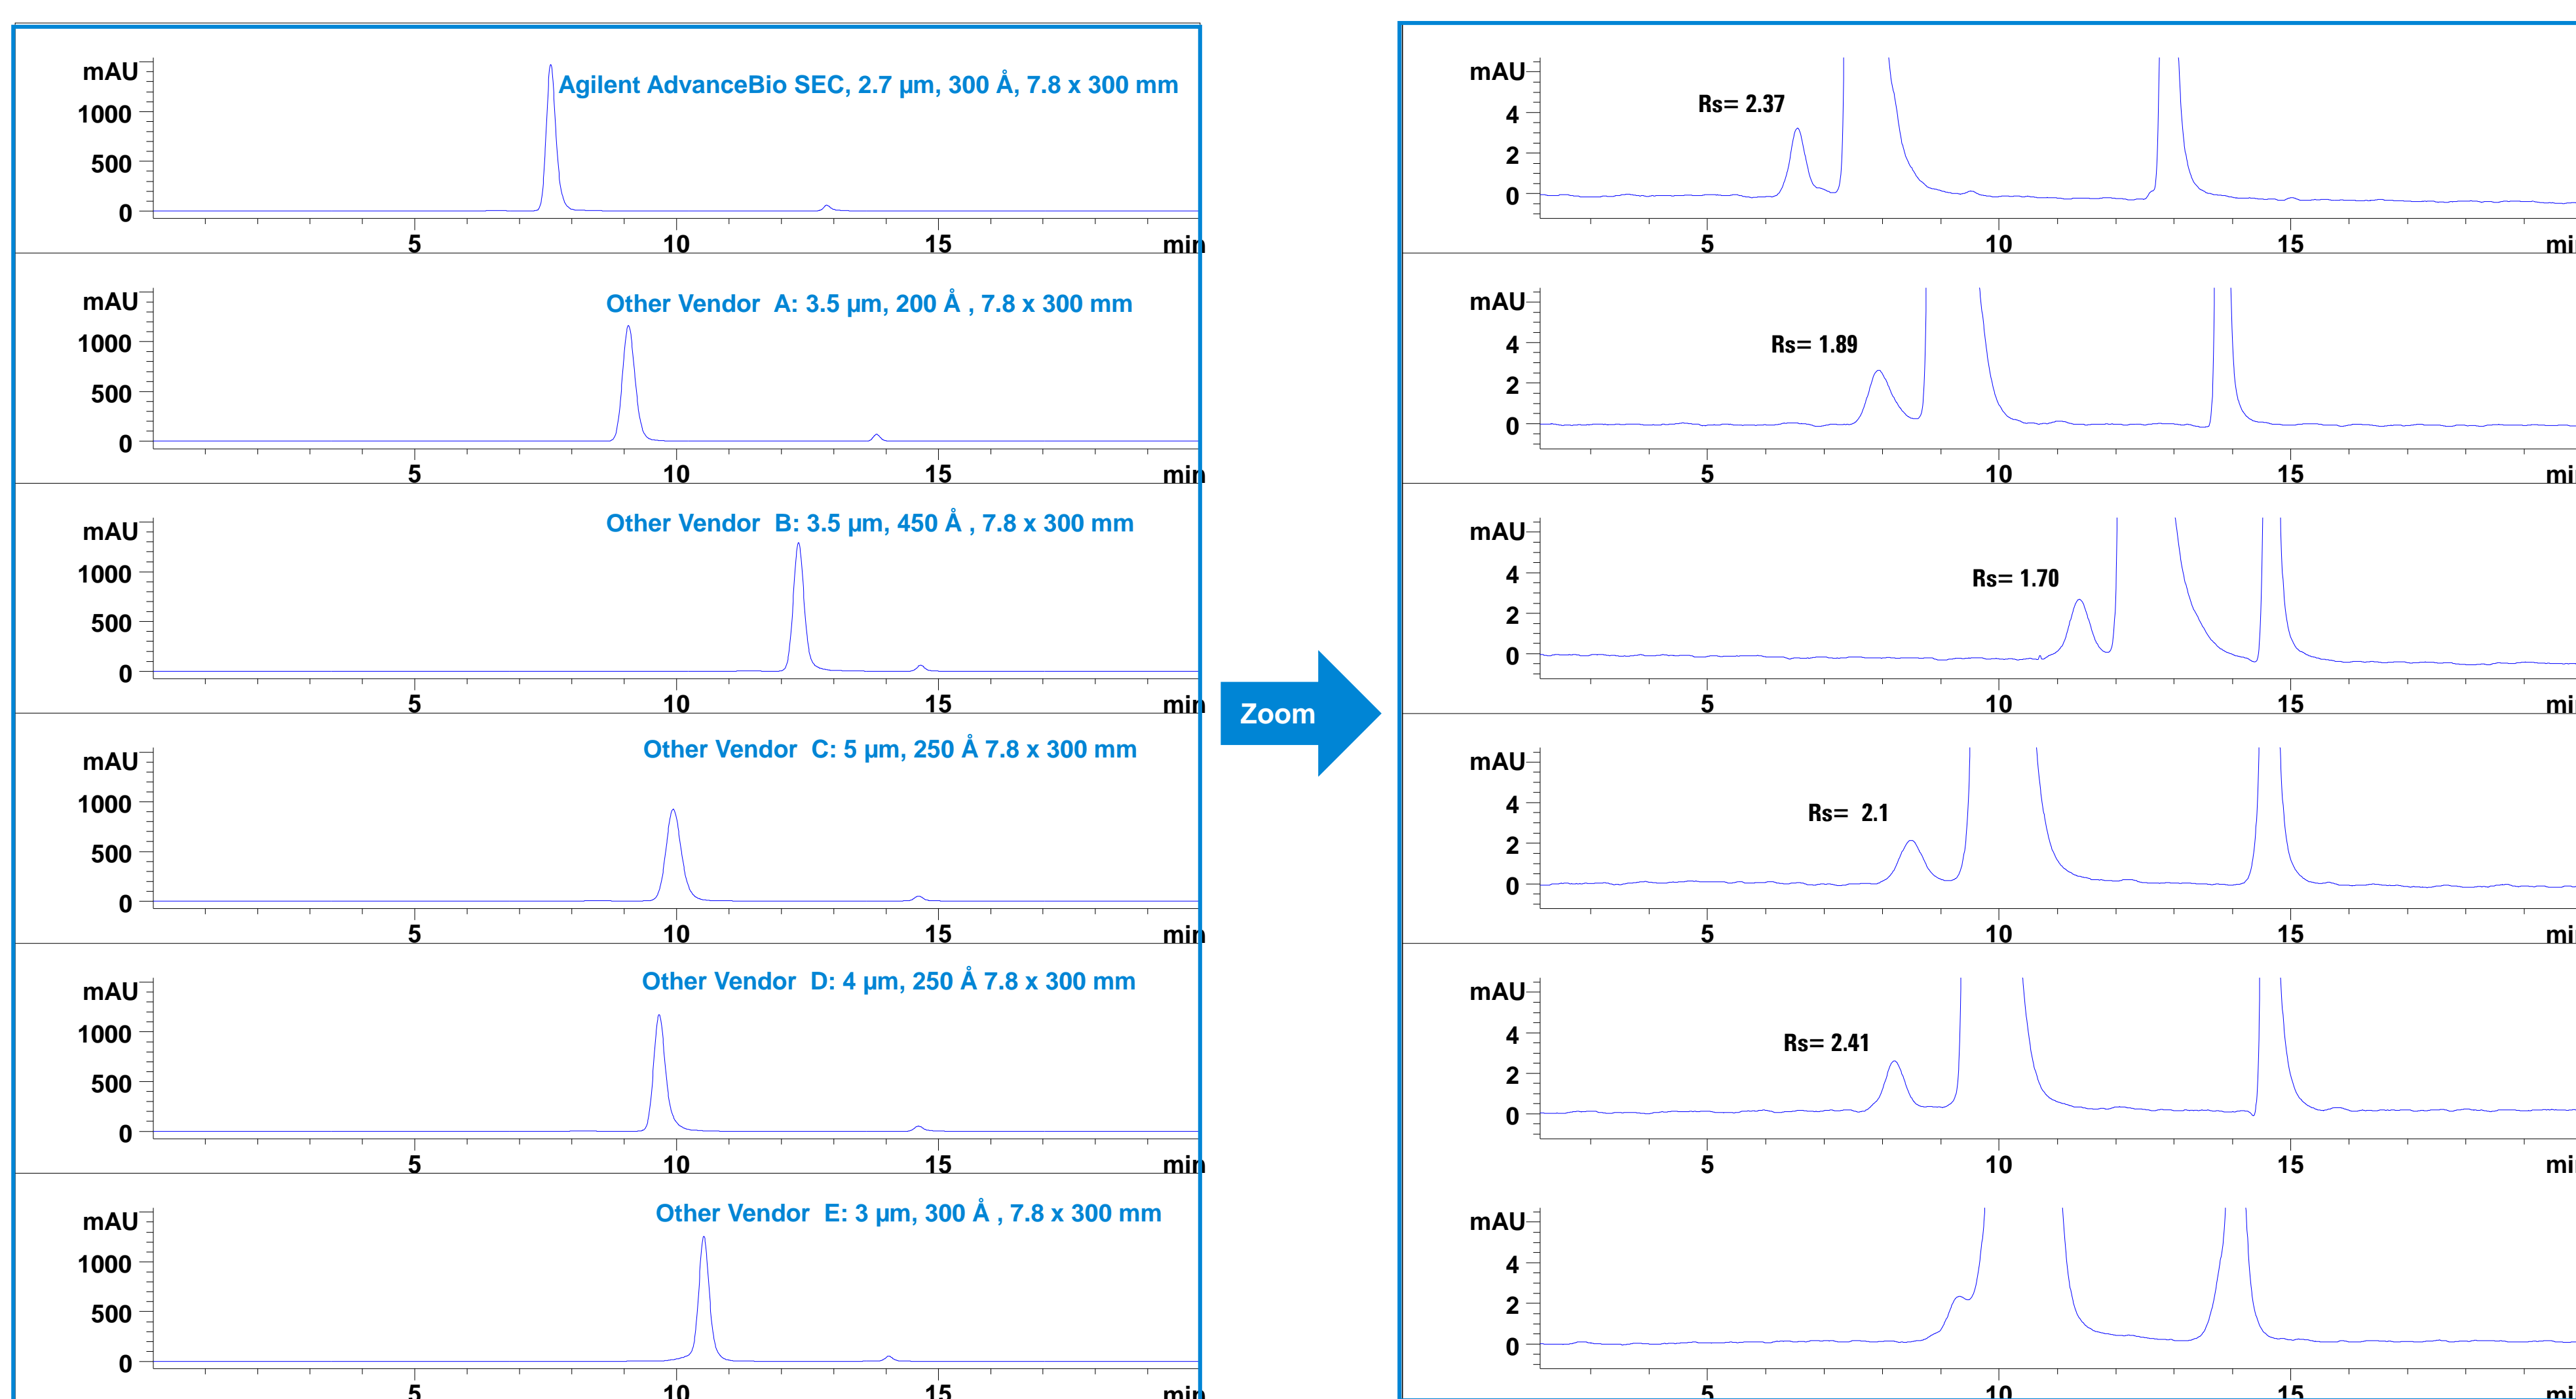 mAU
Agilent AdvanceBio SEC, 2.7 µm, 300 Å, 7.8 x 300 mm
1000
500
0
5 10 15 min
mAU
Other Vendor A: 3.5 µm, 200 Å , 7.8 x 300 mm
1000
500
0
5 10 15 min
mAU
Other Vendor B: 3.5 µm, 450 Å , 7.8 x 300 mm
1000
500
0
5 10 15 min
mAU
Other Vendor C: 5 µm, 250 Å 7.8 x 300 mm
1000
500
0
5 10 15 min
mAU
Other Vendor D: 4 µm, 250 Å 7.8 x 300 mm
1000
500
0
5 10 15 min
mAU
Other Vendor E: 3 µm, 300 Å , 7.8 x 300 mm
1000
500
0
5 10 15 min
Zoom
mAU
Rs= 2.37
4
2
0
5 10 15 mi
mAU
Rs= 1.89
4
2
0
5 10 15 mi
mAU
Rs= 1.70
4
2
0
5 10 15 mi
mAU
Rs= 2.1
4
2
0
5 10 15 mi
mAU
Rs= 2.41
4
2
0
5 10 15 mi
mAU
4
2
0
5 10 15 mi